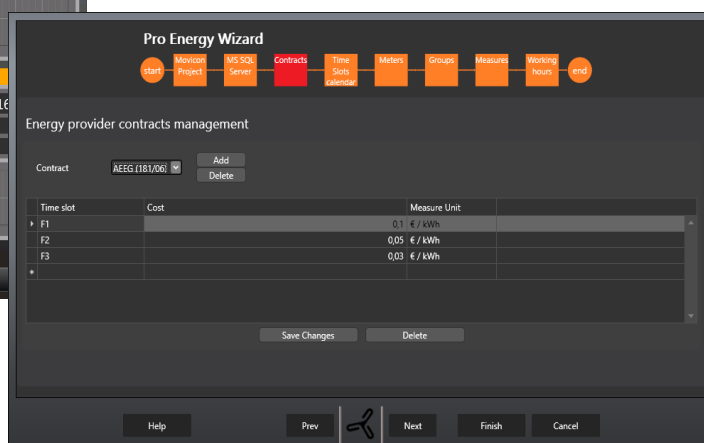 Pro Energy Wizard
start
Movicon Project
MS SQL Server
Contracts
Time Slots calendar
Meters
Groups
Measures
Working hours
end
16
Energy provider contracts management
Contract AEEG (181/06) Add
Delete
Time slot Cost Measure Unit
F1 0,1 € / kWh
F2 0,05 € / kWh
F3 0,03 € / kWh
Save Changes Delete
Help Prev Next Finish Cancel